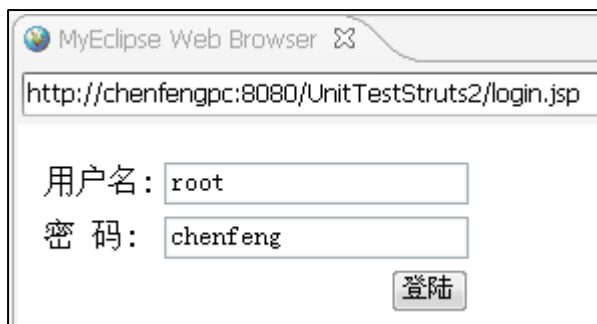 MyEclipse Web Browser
http://chenfengpc:8080/UnitTestStruts2/login.jsp
用户名: root
密 码: chenfeng
登陆